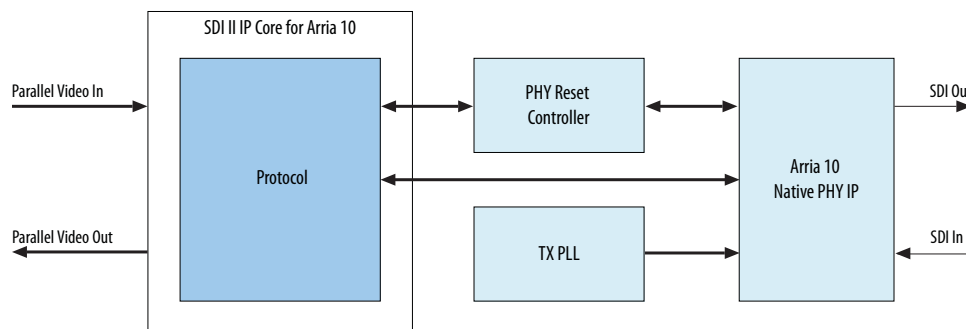 SDI II IP Core for Arria 10
Parallel Video In
PHY Reset
Controller
SDI Ou
Protocol
Arria 10
Native PHY IP
Parallel Video Out
TX PLL
SDI In